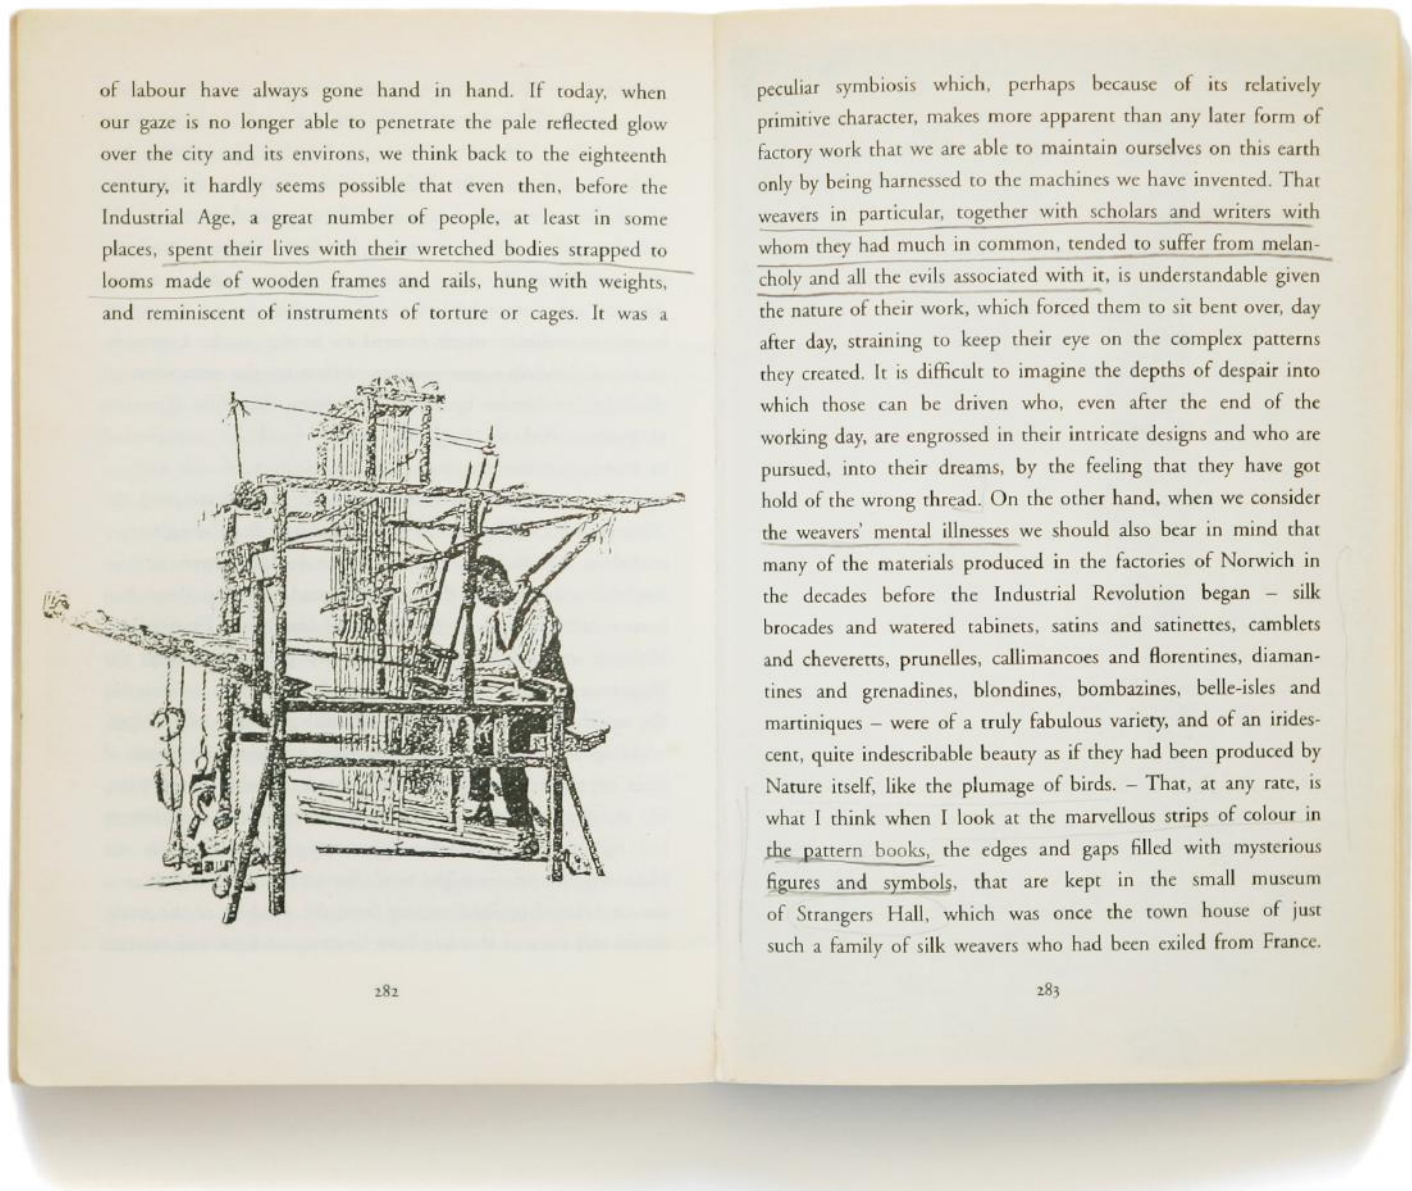 of labour have always gone hand in hand. If today, when
our gaze is no longer able to penetrate the pale reflected glow
over the city and its environs, we think back to the eighteenth
century, it hardly seems possible that even then, before the
Industrial Age, a great number of people, at least in some
places, spent their lives with their wretched bodies strapped to
looms made of wooden frames and rails, hung with weights,
and reminiscent of instruments of torture or cages. It was a
282
peculiar symbiosis which, perhaps because of its relatively
primitive character, makes more apparent than any later form of
factory work that we are able to maintain ourselves on this earth
only by being harnessed to the machines we have invented. That
weavers in particular, together with scholars and writers with
whom they had much in common, tended to suffer from melan-
choly and all the evils associated with it, is understandable given
the nature of their work, which forced them to sit bent over, day
after day, straining to keep their eye on the complex patterns
they created. It is difficult to imagine the depths of despair into
which those can be driven who, even after the end of the
working day, are engrossed in their intricate designs and who are
pursued, into their dreams, by the feeling that they have got
hold of the wrong thread. On the other hand, when we consider
the weavers' mental illnesses we should also bear in mind that
many of the materials produced in the factories of Norwich in
the decades before the Industrial Revolution began – silk
brocades and watered tabinets, satins and satinettes, camblets
and cheveretts, prunelles, callimancoes and florentines, diaman-
tines and grenadines, blondines, bombazines, belle-isles and
martiniques – were of a truly fabulous variety, and of an irides-
cent, quite indescribable beauty as if they had been produced by
Nature itself, like the plumage of birds. – That, at any rate, is
what I think when I look at the marvellous strips of colour in
the pattern books, the edges and gaps filled with mysterious
figures and symbols, that are kept in the small museum
of Strangers Hall, which was once the town house of just
such a family of silk weavers who had been exiled from France.
283